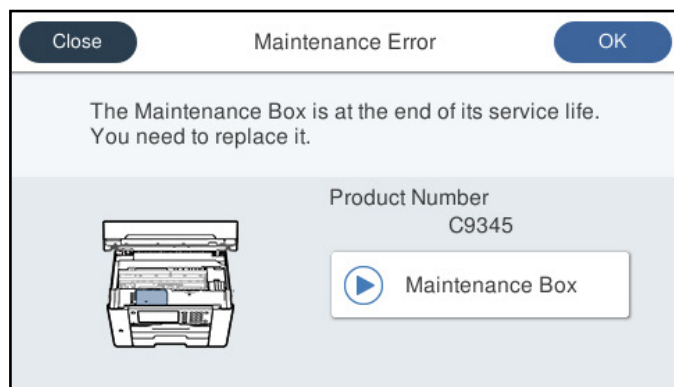 Close
Maintenance Error
OK
The Maintenance Box is at the end of its service life.
You need to replace it.
Product Number
C9345
Maintenance Box